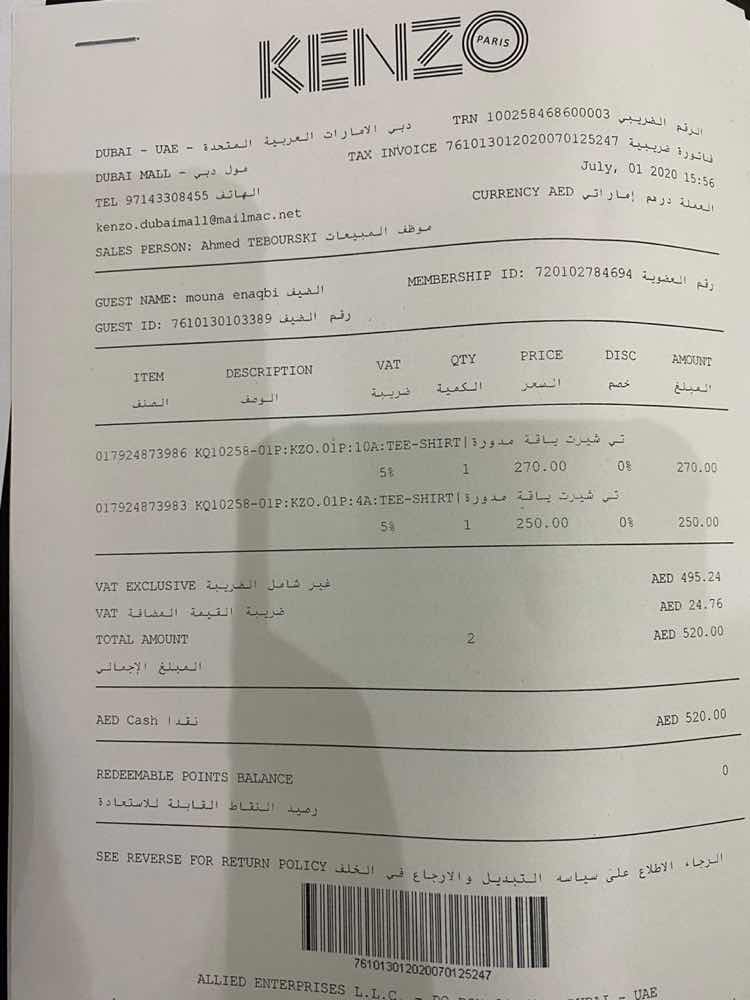 KENZO PARIS
TRN 100258468600003 الرقم الضريبي
DUBAI - UAE - دبي الامارات العربية المتحدة
TAX INVOICE 761013012020070125247 فاتورة ضريبية
DUBAI MALL - مول دبي
July, 01 2020 15:56
TEL 97143308455 الهاتف
CURRENCY AED العملة درهم إماراتي
kenzo.dubaimall@mailmac.net
SALES PERSON: Ahmed TEBOURSKI موظف المبيعات
GUEST NAME: mouna enaqbi الضيف
MEMBERSHIP ID: 720102784694 رقم العضوية
GUEST ID: 7610130103389 رقم الضيف
ITEM DESCRIPTION VAT QTY PRICE DISC AMOUNT
الصنف الوصف ضريبة الكمية السعر خصم المبلغ
017924873986 KQ10258-01P:KZO.01P:10A:TEE-SHIRT|تي شيرت ياقة مدورة
5% 1 270.00 0% 270.00
017924873983 KQ10258-01P:KZO.01P:4A:TEE-SHIRT|تي شيرت ياقة مدورة
5% 1 250.00 0% 250.00
VAT EXCLUSIVE غير شامل الضريبة AED 495.24
VAT ضريبة القيمة المضافة AED 24.76
TOTAL AMOUNT 2 AED 520.00
المبلغ الإجمالي
AED Cash نقدا AED 520.00
REDEEMABLE POINTS BALANCE 0
رصيد النقاط القابلة للاستعادة
SEE REVERSE FOR RETURN POLICY الرجاء الاطلاع على سياسه التبديل والارجاع في الخلف
761013012020070125247
ALLIED ENTERPRISES L.L.C. - DUBAI - UAE